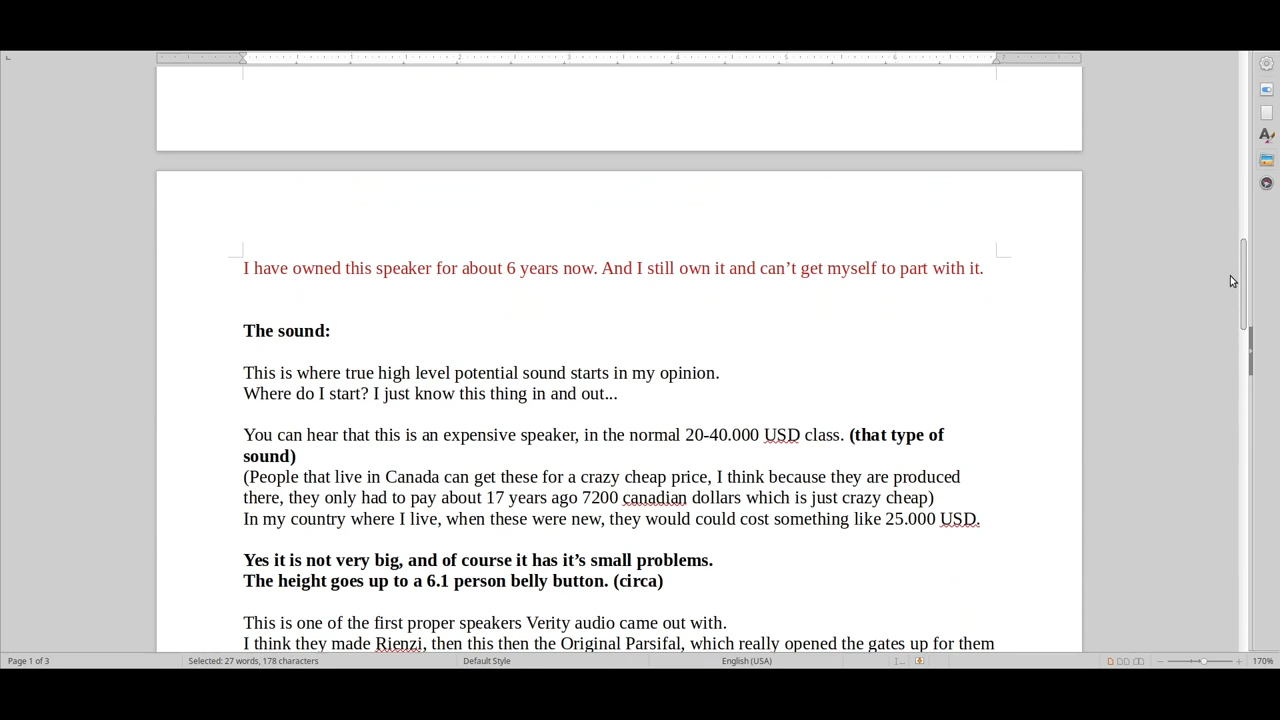 I have owned this speaker for about 6 years now. And I still own it and can’t get myself to part with it.
The sound:
This is where true high level potential sound starts in my opinion.
Where do I start? I just know this thing in and out...
You can hear that this is an expensive speaker, in the normal 20-40.000 USD class. (that type of
sound)
(People that live in Canada can get these for a crazy cheap price, I think because they are produced
there, they only had to pay about 17 years ago 7200 canadian dollars which is just crazy cheap)
In my country where I live, when these were new, they would could cost something like 25.000 USD.
Yes it is not very big, and of course it has it’s small problems.
The height goes up to a 6.1 person belly button. (circa)
This is one of the first proper speakers Verity audio came out with.
I think they made Rienzi, then this then the Original Parsifal, which really opened the gates up for them
Page 1 of 3 Selected: 27 words, 178 characters Default Style English (USA) 170%